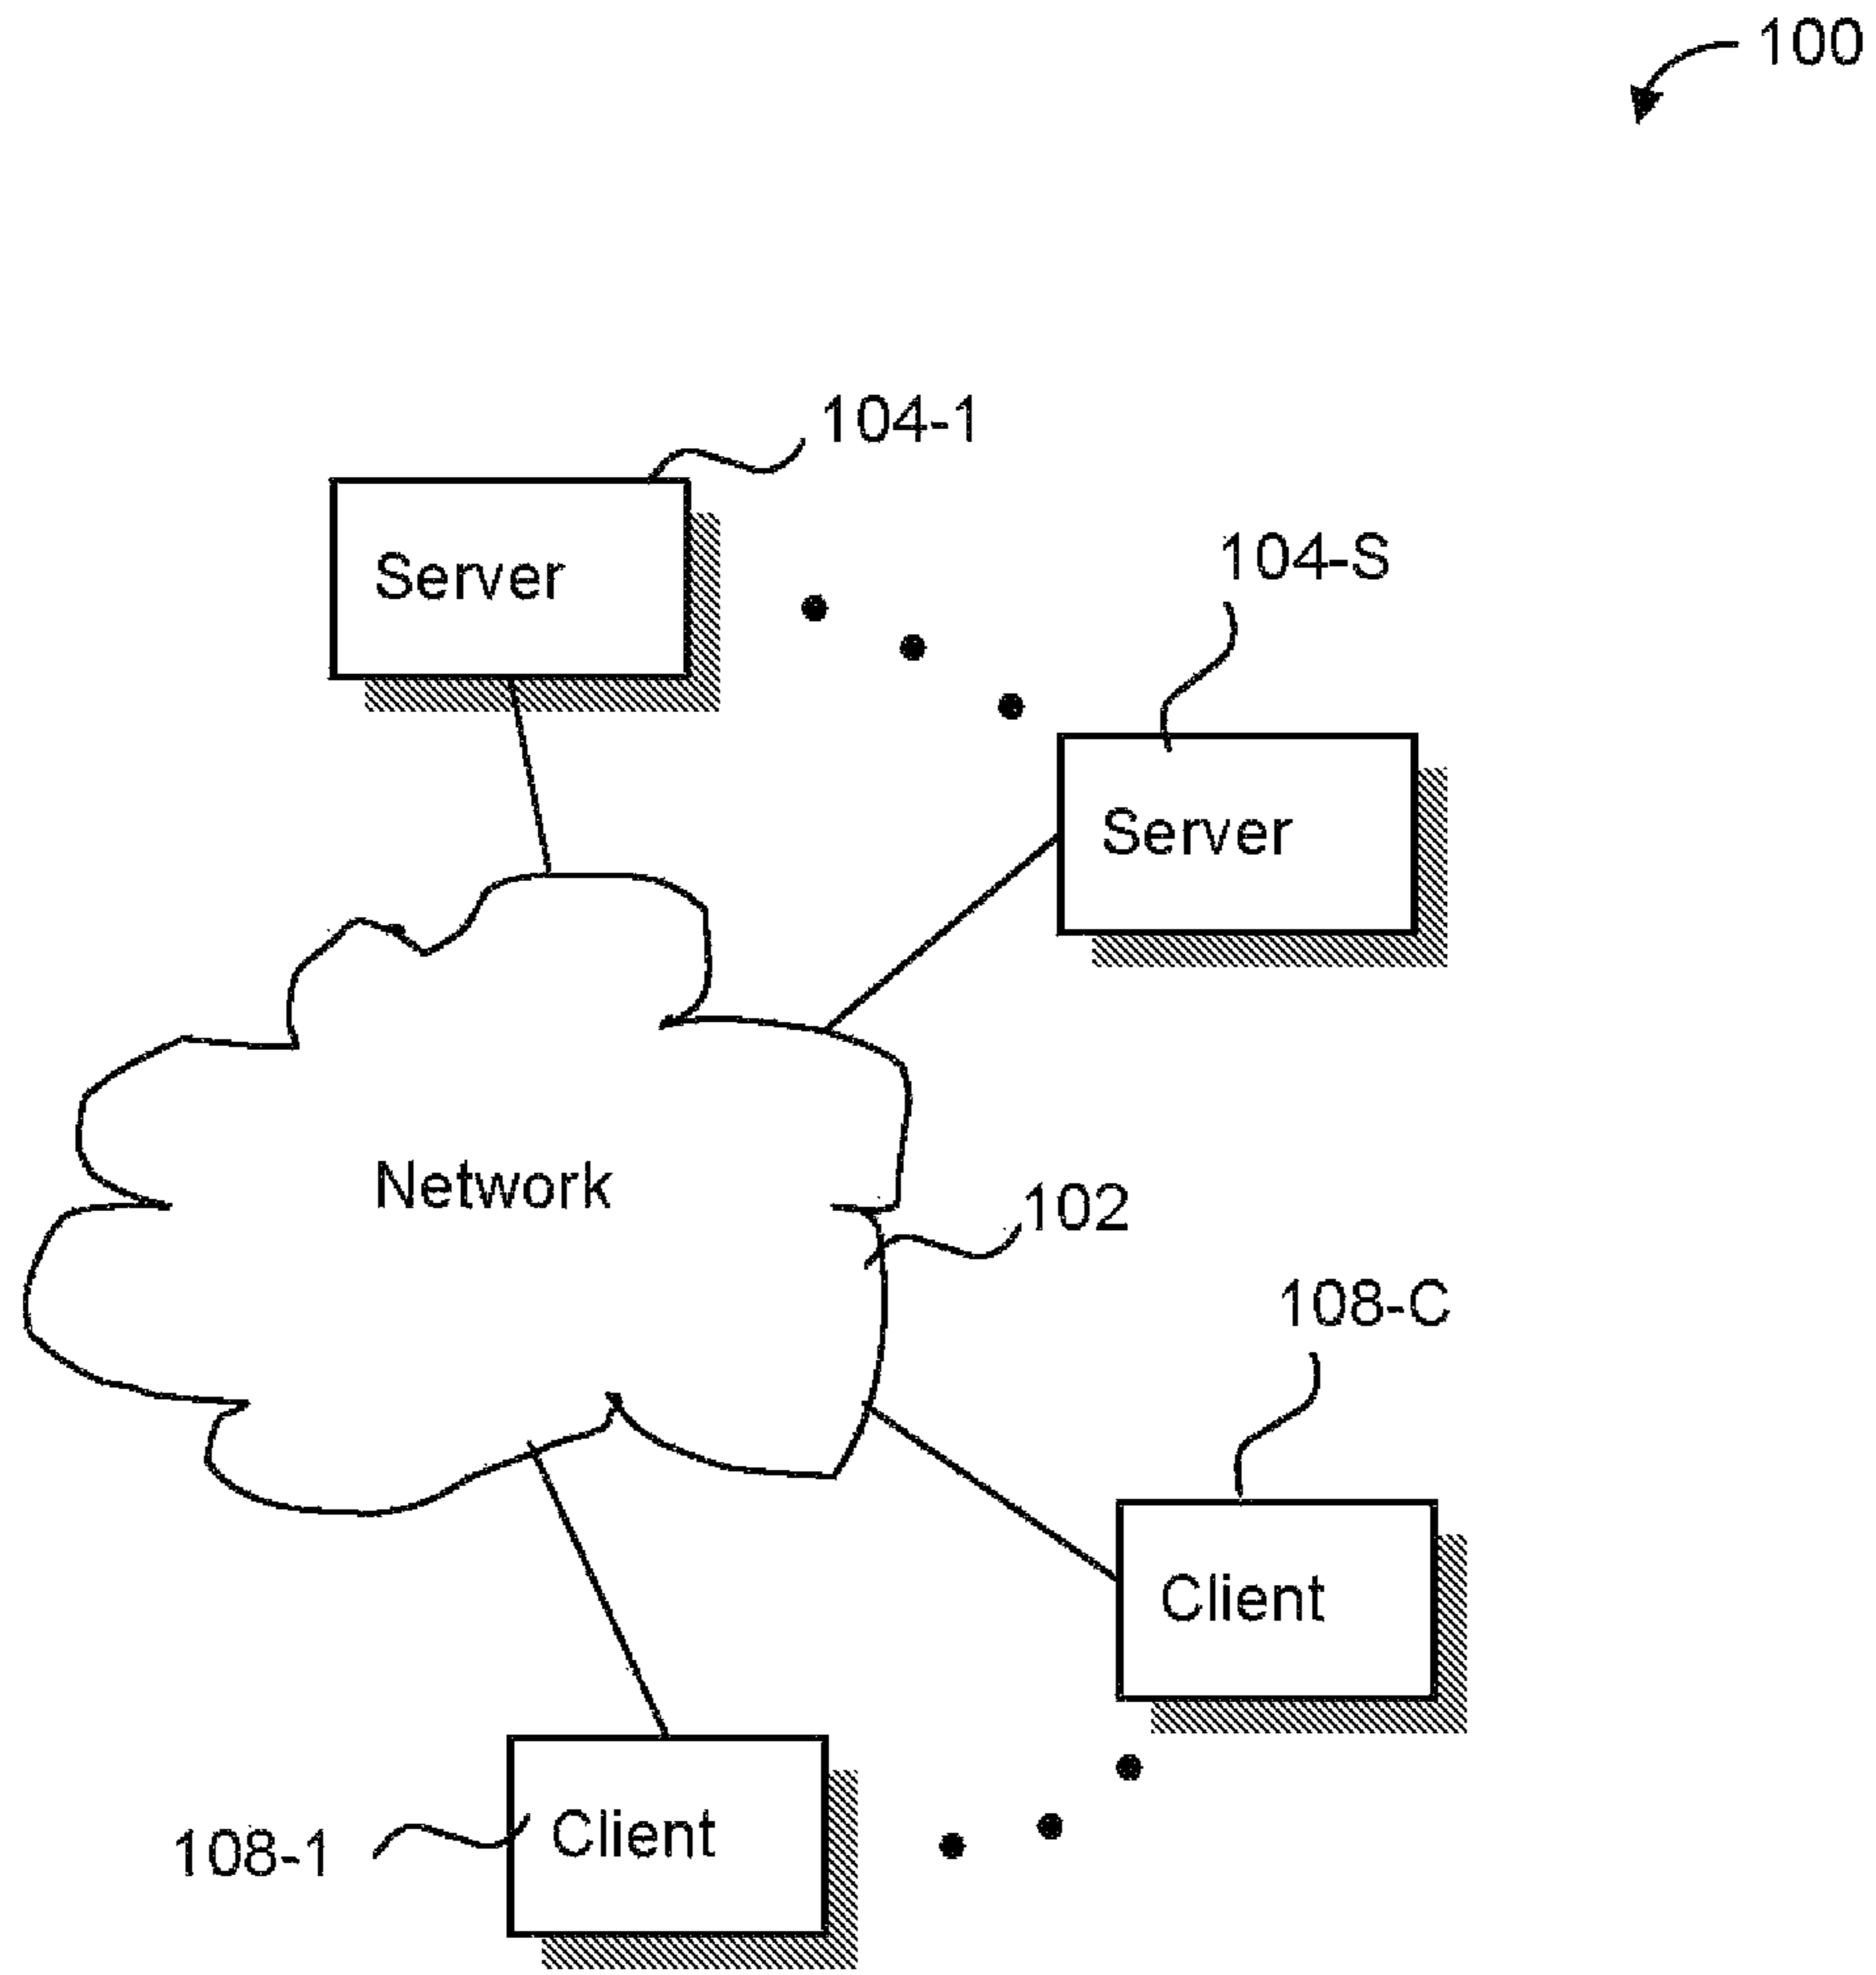 100
104-1
Server
104-S
Server
Network
102
108-C
Client
Client
108-1